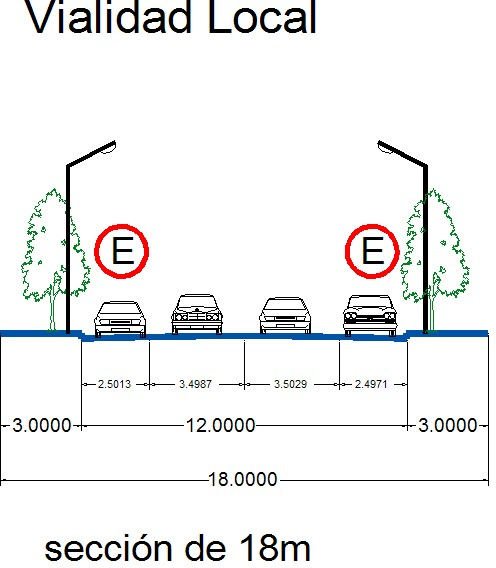 Vialidad Local
E E
2.5013 3.4987 3.5029 2.4971
3.0000 12.0000 3.0000
18.0000
sección de 18m